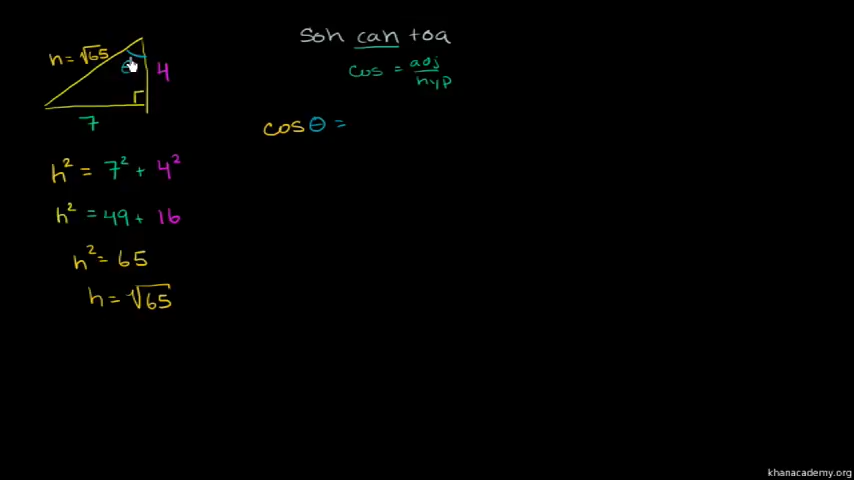 soh cah toa
h = √65
θ
4
cos = adj/hyp
7
cos θ =
h² = 7² + 4²
h² = 49 + 16
h² = 65
h = √65
khanacademy.org